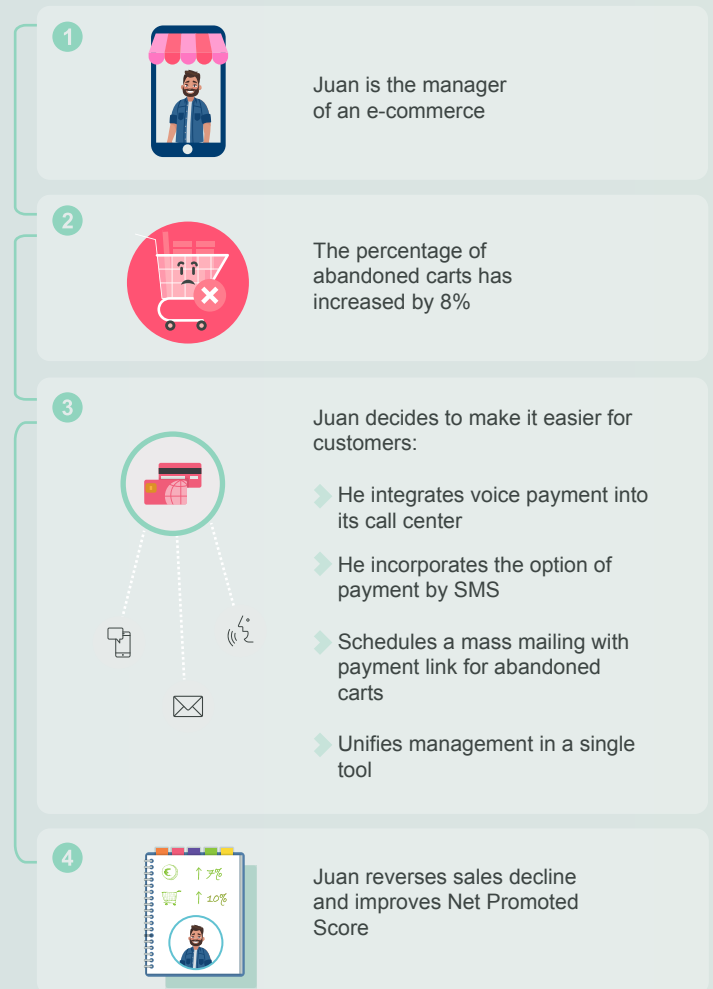 1
Juan is the manager
of an e-commerce
2
The percentage of
abandoned carts has
increased by 8%
3
Juan decides to make it easier for
customers:
He integrates voice payment into
its call center
He incorporates the option of
payment by SMS
Schedules a mass mailing with
payment link for abandoned
carts
Unifies management in a single
tool
4
€ ↑ 7%
↑ 10%
Juan reverses sales decline
and improves Net Promoted
Score